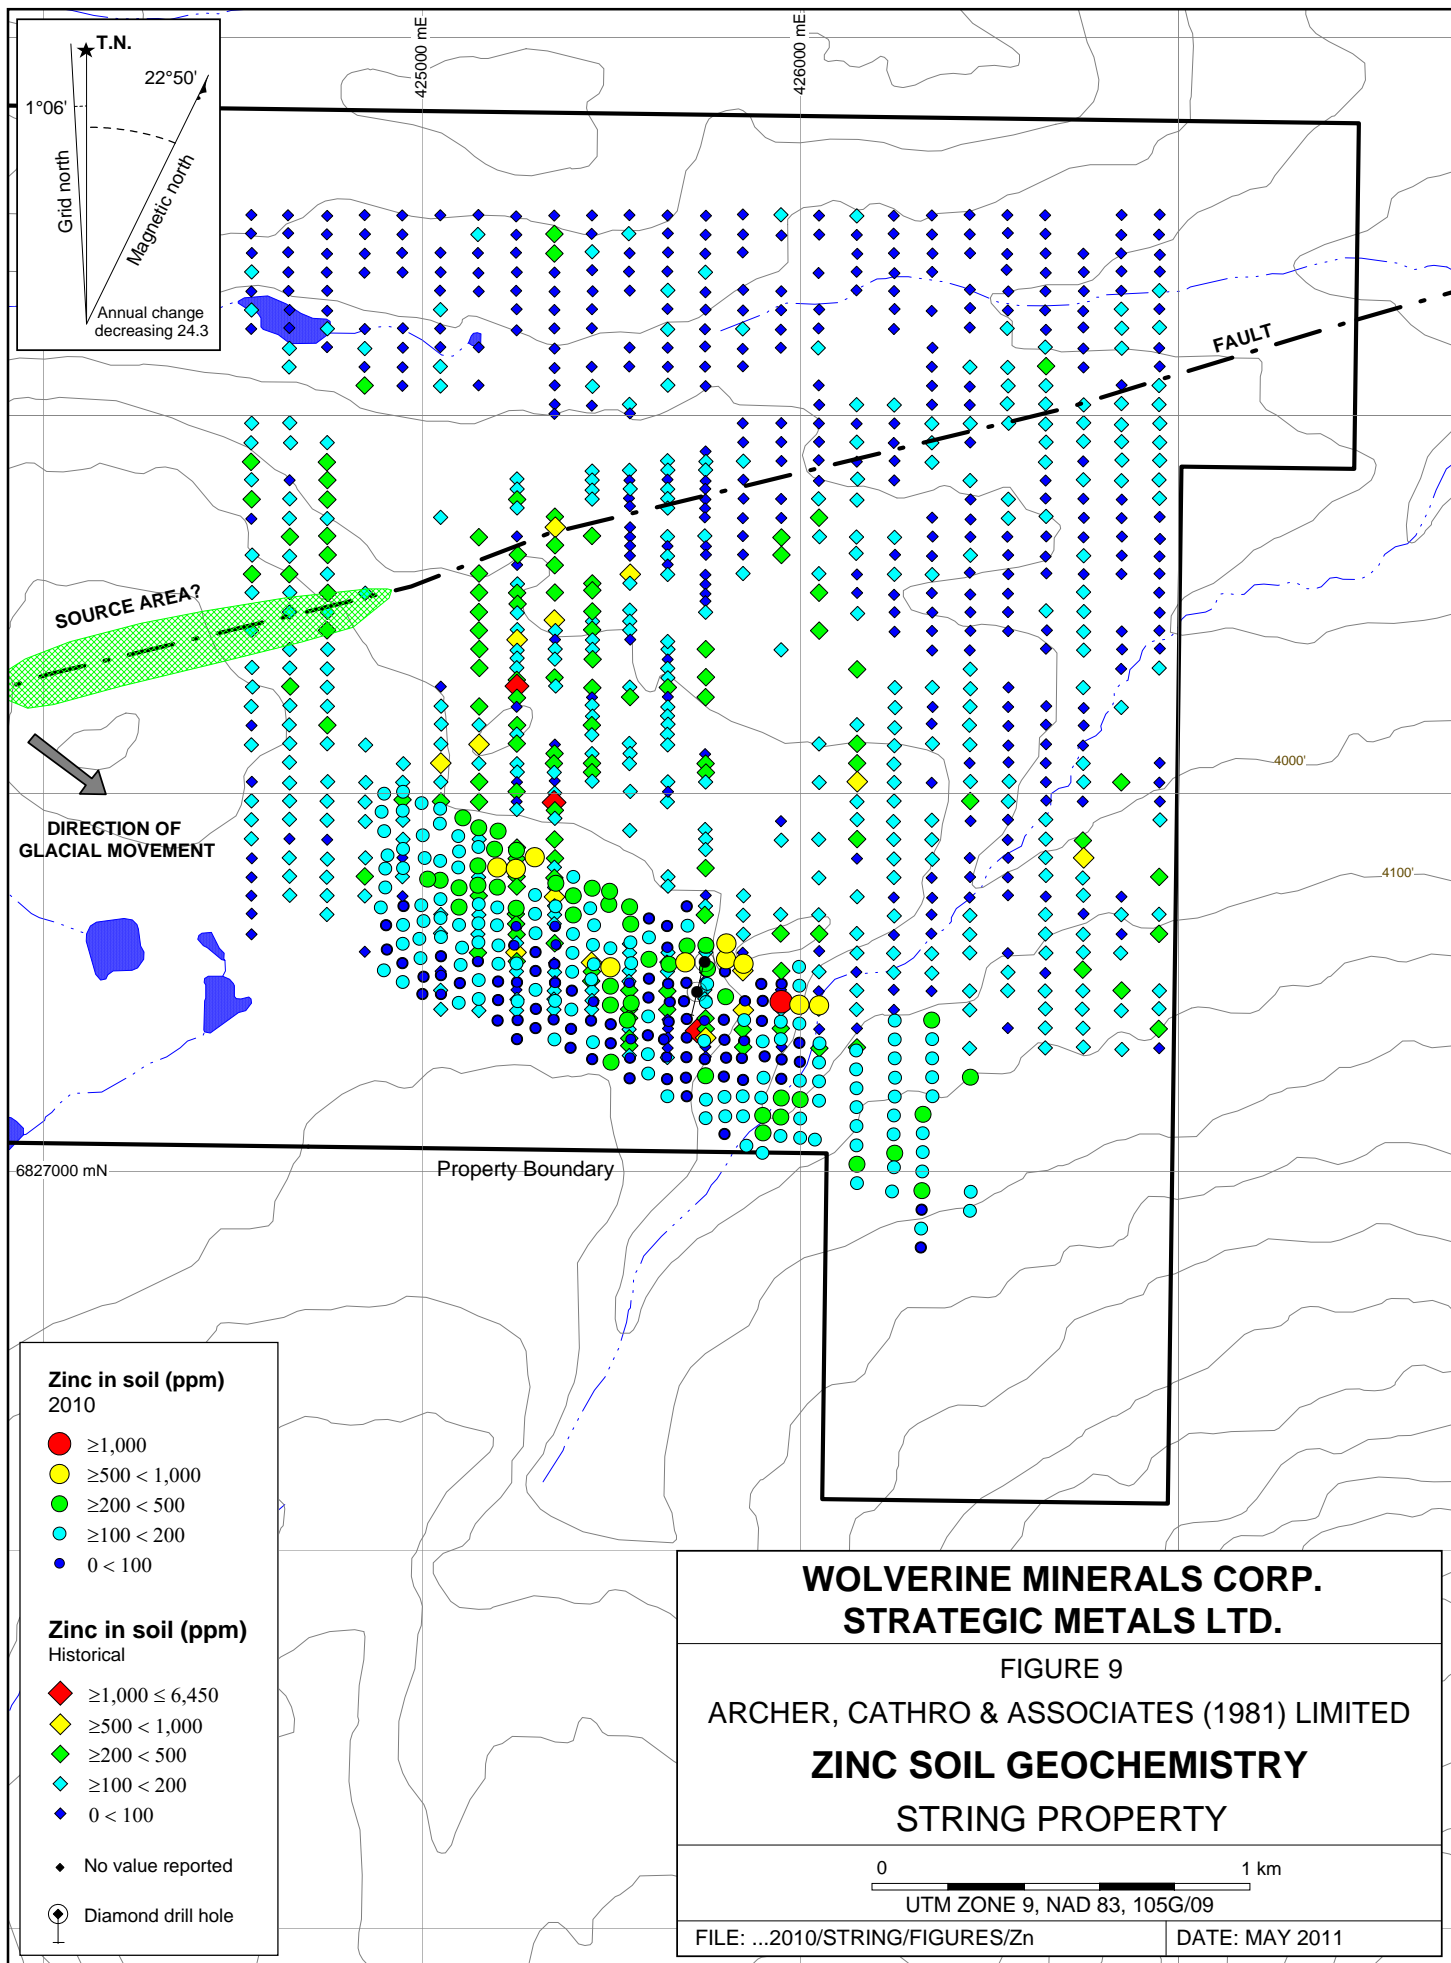 425000 mE
426000 mE
T.N.
22°50'
1°06'
Grid north
Magnetic north
Annual change
decreasing 24.3
FAULT
SOURCE AREA?
DIRECTION OF
GLACIAL MOVEMENT
4000'
4100'
6827000 mN
Property Boundary
Zinc in soil (ppm)
2010
≥1,000
≥500 < 1,000
≥200 < 500
≥100 < 200
0 < 100
Zinc in soil (ppm)
Historical
≥1,000 ≤ 6,450
≥500 < 1,000
≥200 < 500
≥100 < 200
0 < 100
No value reported
Diamond drill hole
WOLVERINE MINERALS CORP.
STRATEGIC METALS LTD.
FIGURE 9
ARCHER, CATHRO & ASSOCIATES (1981) LIMITED
ZINC SOIL GEOCHEMISTRY
STRING PROPERTY
0 1 km
UTM ZONE 9, NAD 83, 105G/09
FILE: ...2010/STRING/FIGURES/Zn
DATE: MAY 2011